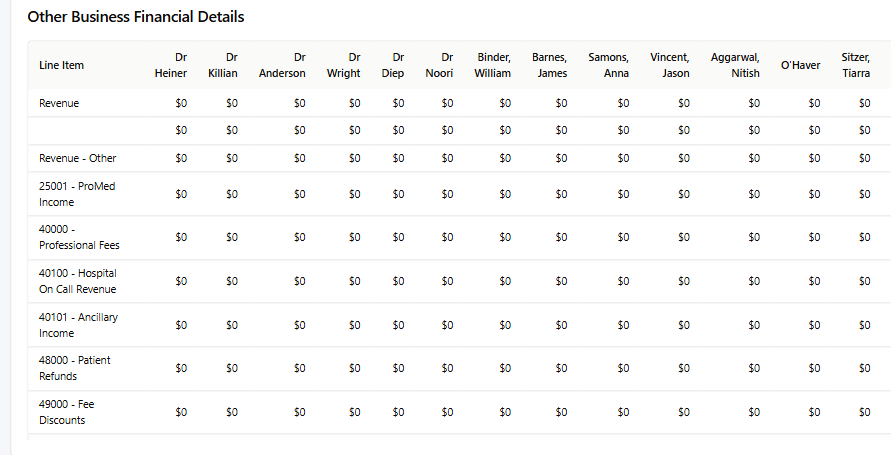 Other Business Financial Details
Line Item Dr Heiner Dr Killian Dr Anderson Dr Wright Dr Diep Dr Noori Binder, William Barnes, James Samons, Anna Vincent, Jason Aggarwal, Nitish O'Haver Sitzer, Tiarra
Revenue $0 $0 $0 $0 $0 $0 $0 $0 $0 $0 $0 $0 $0
$0 $0 $0 $0 $0 $0 $0 $0 $0 $0 $0 $0 $0
Revenue - Other $0 $0 $0 $0 $0 $0 $0 $0 $0 $0 $0 $0 $0
25001 - ProMed Income $0 $0 $0 $0 $0 $0 $0 $0 $0 $0 $0 $0 $0
40000 - Professional Fees $0 $0 $0 $0 $0 $0 $0 $0 $0 $0 $0 $0 $0
40100 - Hospital On Call Revenue $0 $0 $0 $0 $0 $0 $0 $0 $0 $0 $0 $0 $0
40101 - Ancillary Income $0 $0 $0 $0 $0 $0 $0 $0 $0 $0 $0 $0 $0
48000 - Patient Refunds $0 $0 $0 $0 $0 $0 $0 $0 $0 $0 $0 $0 $0
49000 - Fee Discounts $0 $0 $0 $0 $0 $0 $0 $0 $0 $0 $0 $0 $0